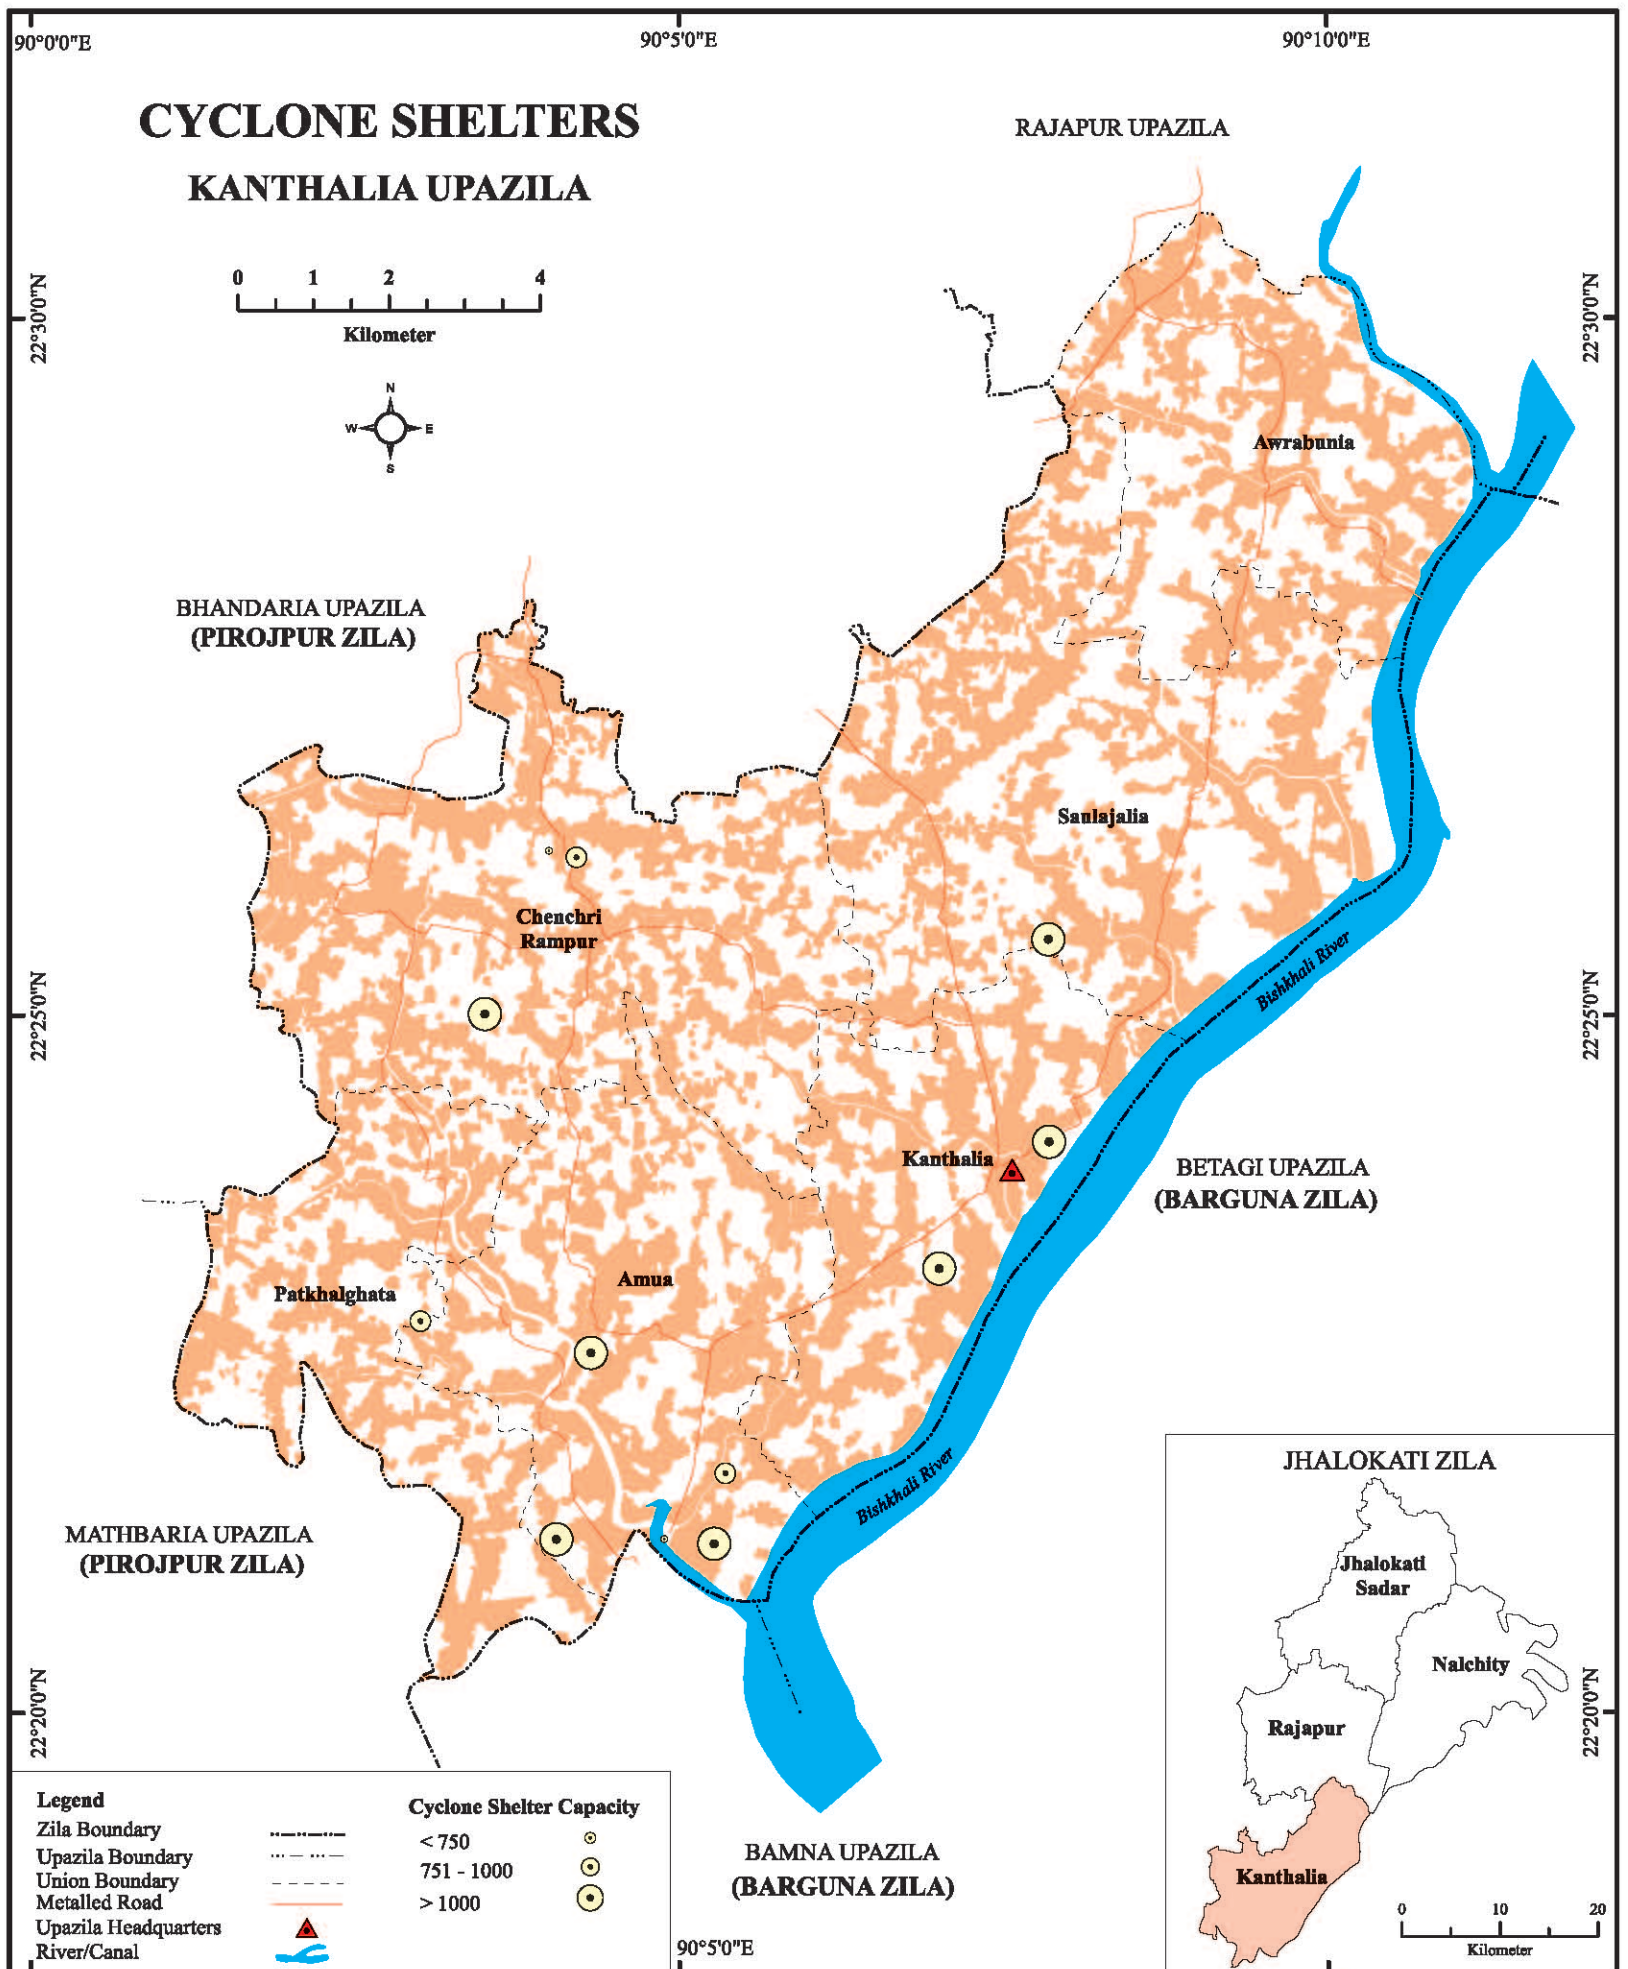 90°0'0"E
90°5'0"E
90°10'0"E
CYCLONE SHELTERS
KANTHALIA UPAZILA
RAJAPUR UPAZILA
0 1 2 4
Kilometer
22°30'0"N
22°30'0"N
N
W E
S
Awrabunia
BHANDARIA UPAZILA
(PIROJPUR ZILA)
Saulajalia
Chenchri
Rampur
Bishkhali River
22°25'0"N
22°25'0"N
Kanthalia
BETAGI UPAZILA
(BARGUNA ZILA)
Amua
Patkhalghata
Bishkhali River
MATHBARIA UPAZILA
(PIROJPUR ZILA)
JHALOKATI ZILA
Jhalokati
Sadar
Nalchity
Rajapur
Kanthalia
0 10 20
Kilometer
22°20'0"N
22°20'0"N
Legend
Zila Boundary
Upazila Boundary
Union Boundary
Metalled Road
Upazila Headquarters
River/Canal
Cyclone Shelter Capacity
< 750
751 - 1000
> 1000
BAMNA UPAZILA
(BARGUNA ZILA)
90°5'0"E